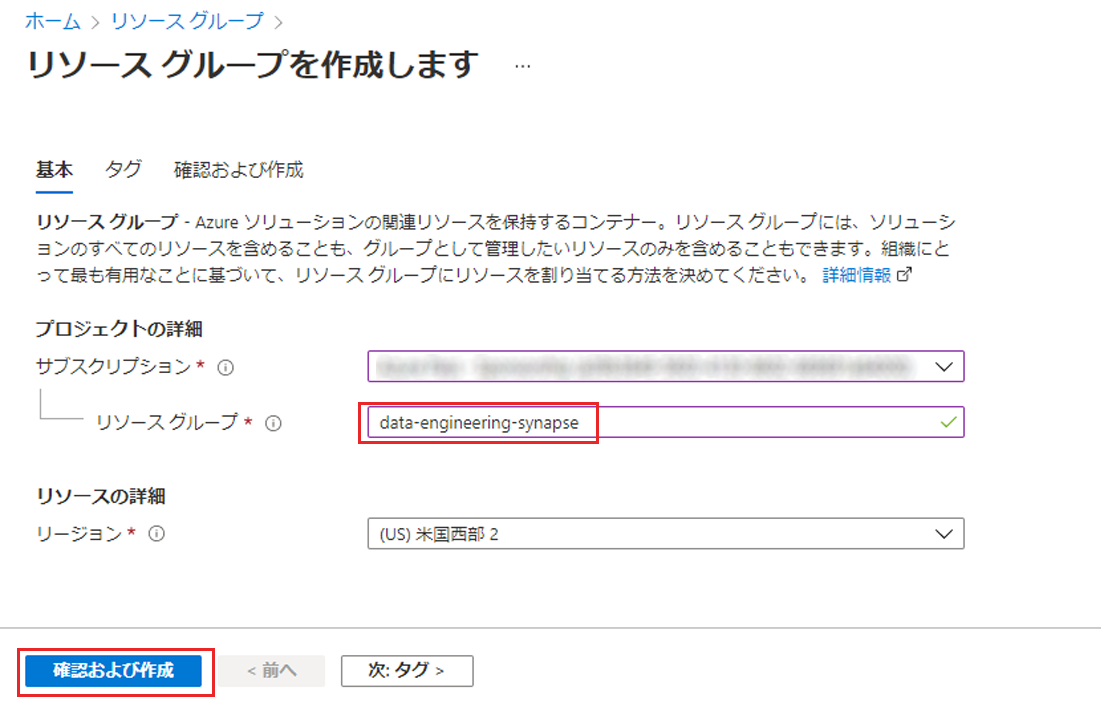 ホーム > リソース グループ >
リソース グループを作成します ...
基本 タグ 確認および作成
リソース グループ - Azure ソリューションの関連リソースを保持するコンテナー。リソース グループには、ソリューシ
ョンのすべてのリソースを含めることも、グループとして管理したいリソースのみを含めることもできます。組織にと
って最も有用なことに基づいて、リソース グループにリソースを割り当てる方法を決めてください。 詳細情報
プロジェクトの詳細
サブスクリプション *
リソース グループ * data-engineering-synapse
リソースの詳細
リージョン * (US) 米国西部 2
確認および作成 < 前へ 次: タグ >